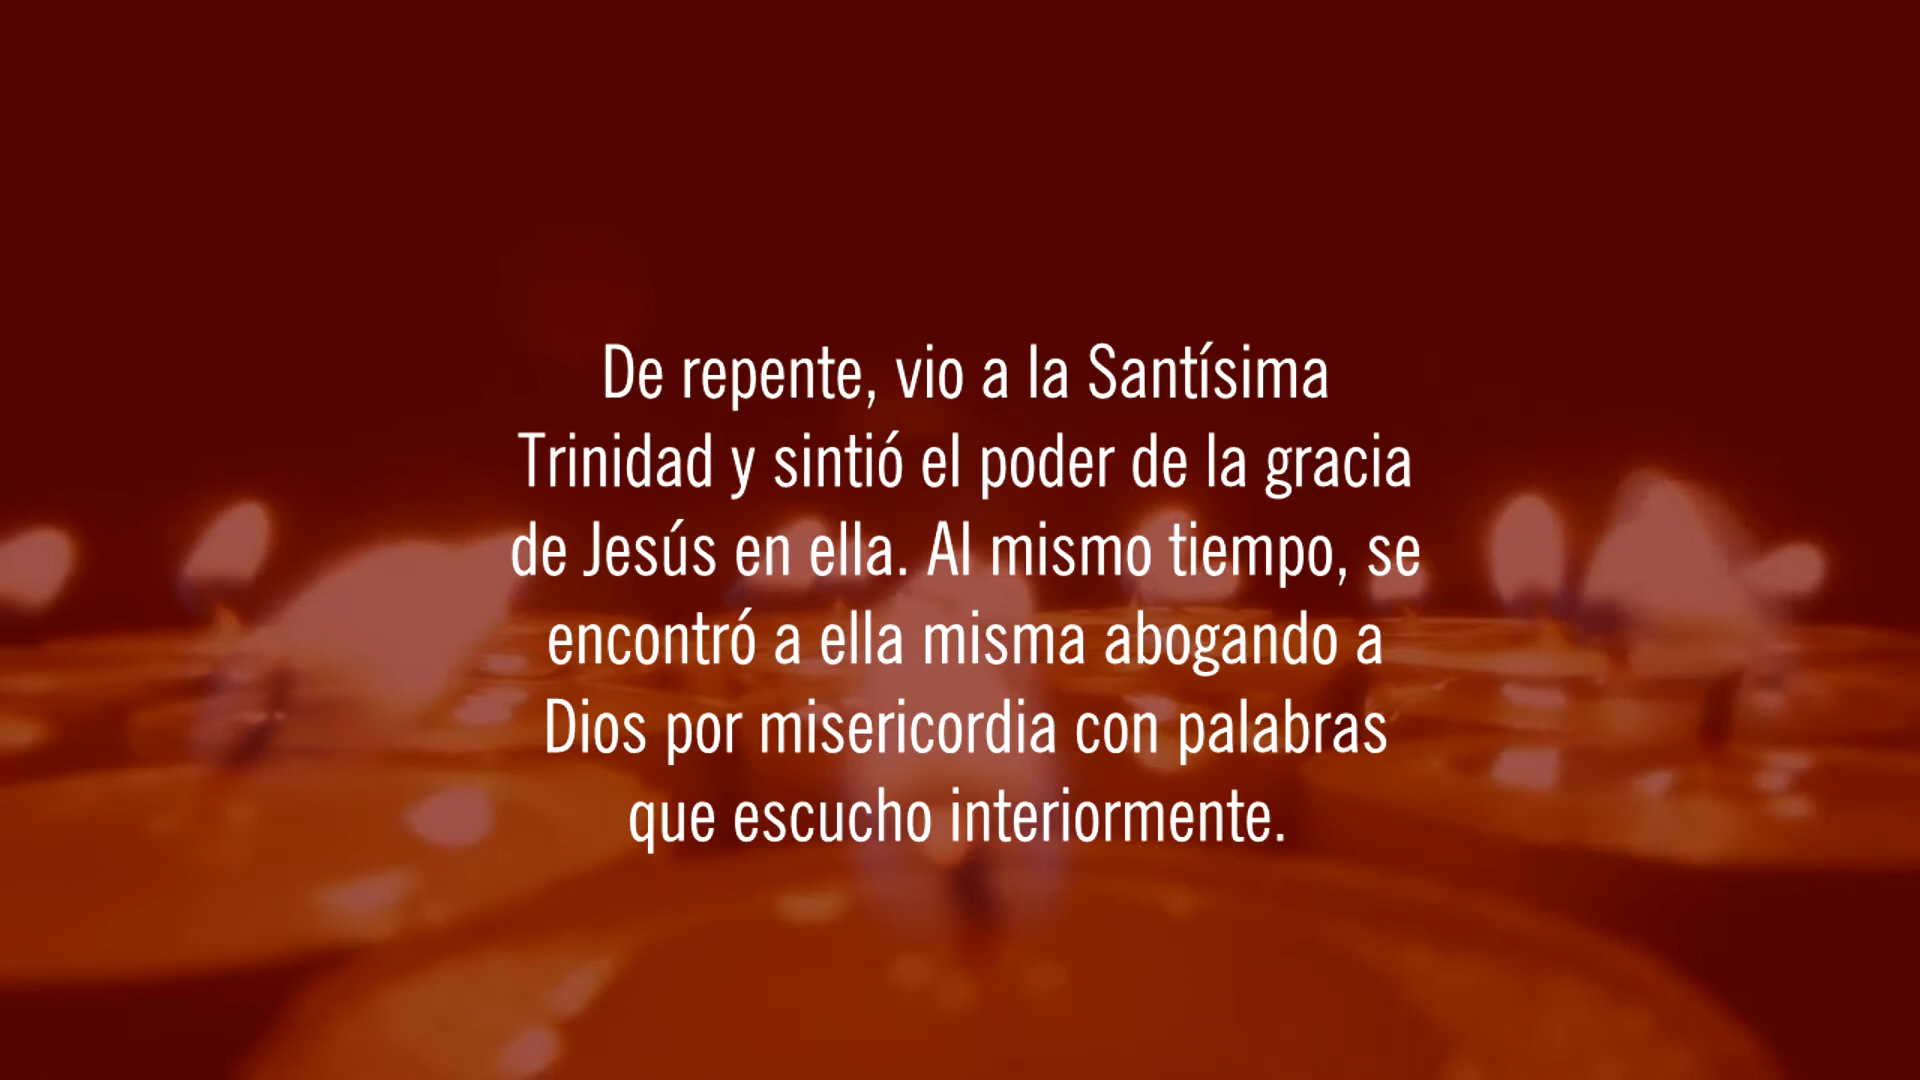 De repente, vio a la Santísima
Trinidad y sintió el poder de la gracia
de Jesús en ella. Al mismo tiempo, se
encontró a ella misma abogando a
Dios por misericordia con palabras
que escucho interiormente.